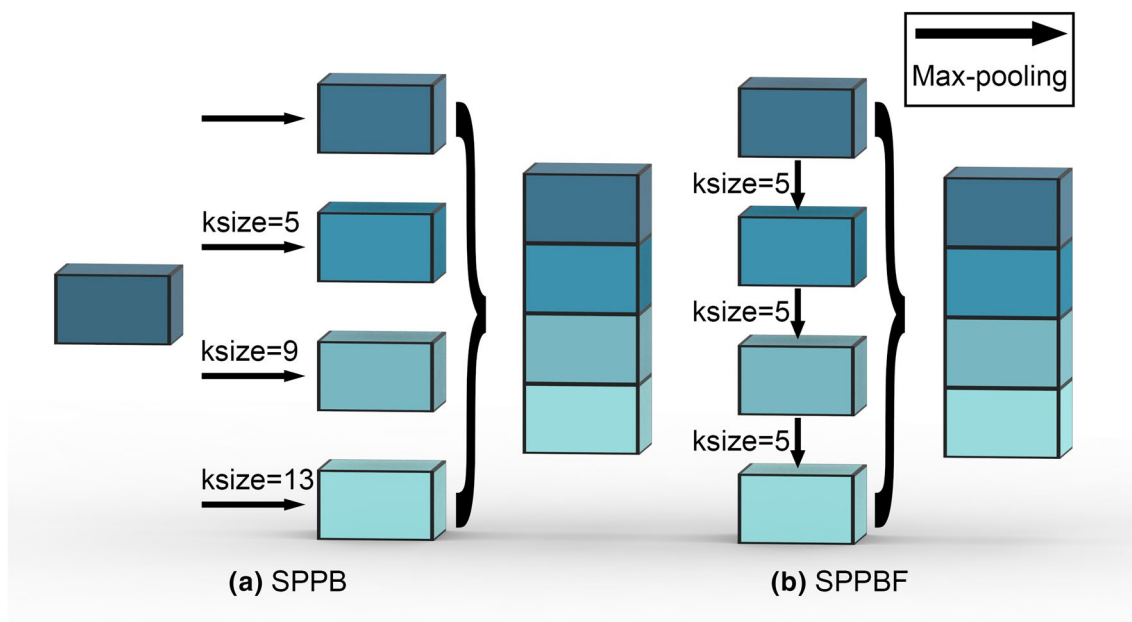 Max-pooling
ksize=5
ksize=9
ksize=13
(a) SPPB
ksize=5
ksize=5
ksize=5
(b) SPPBF